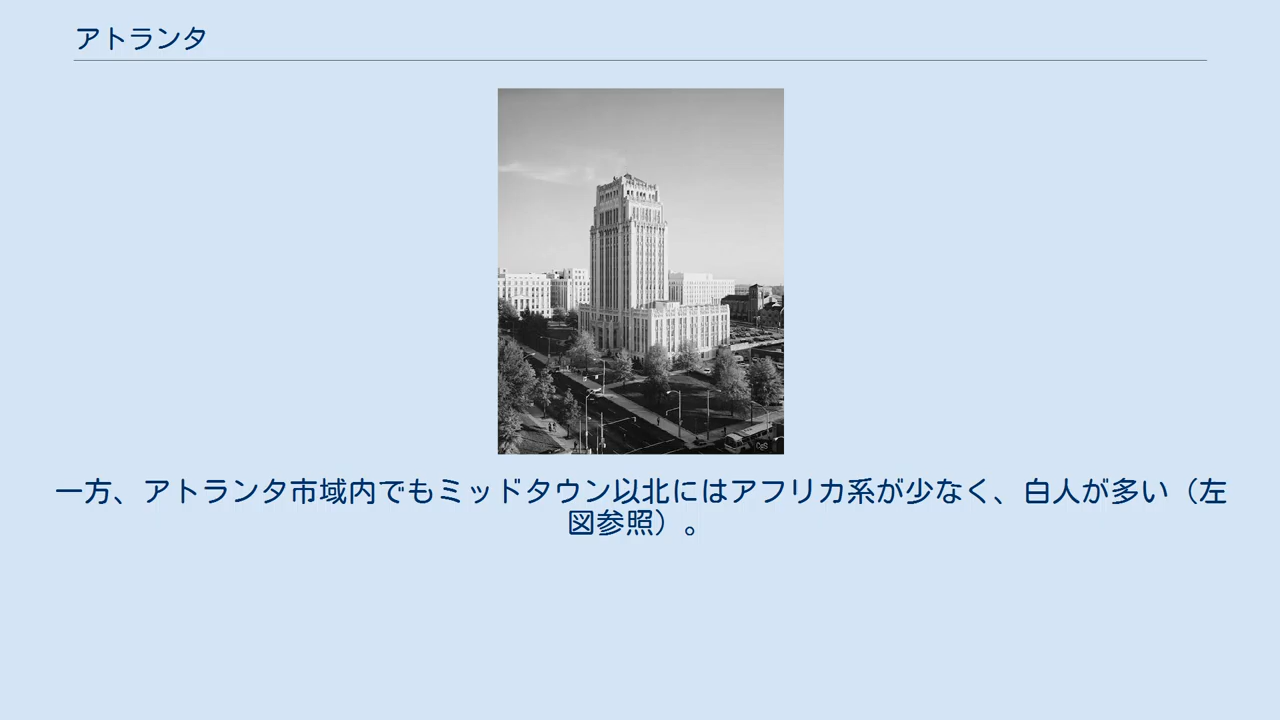 アトランタ
一方、アトランタ市域内でもミッドタウン以北にはアフリカ系が少なく、白人が多い（左
図参照）。